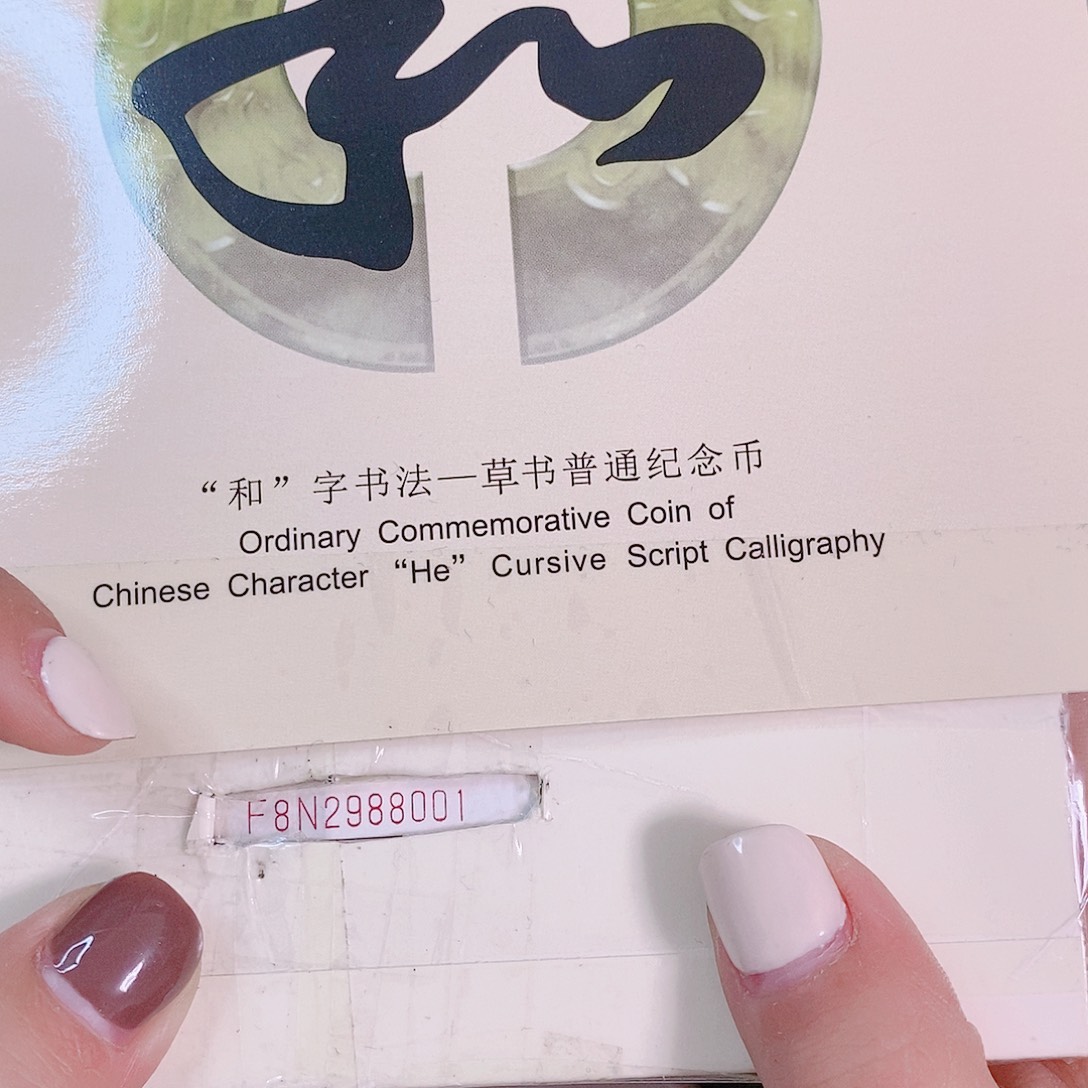 和
“和”字书法—草书普通纪念币
Ordinary Commemorative Coin of
Chinese Character “He” Cursive Script Calligraphy
F8N2988001